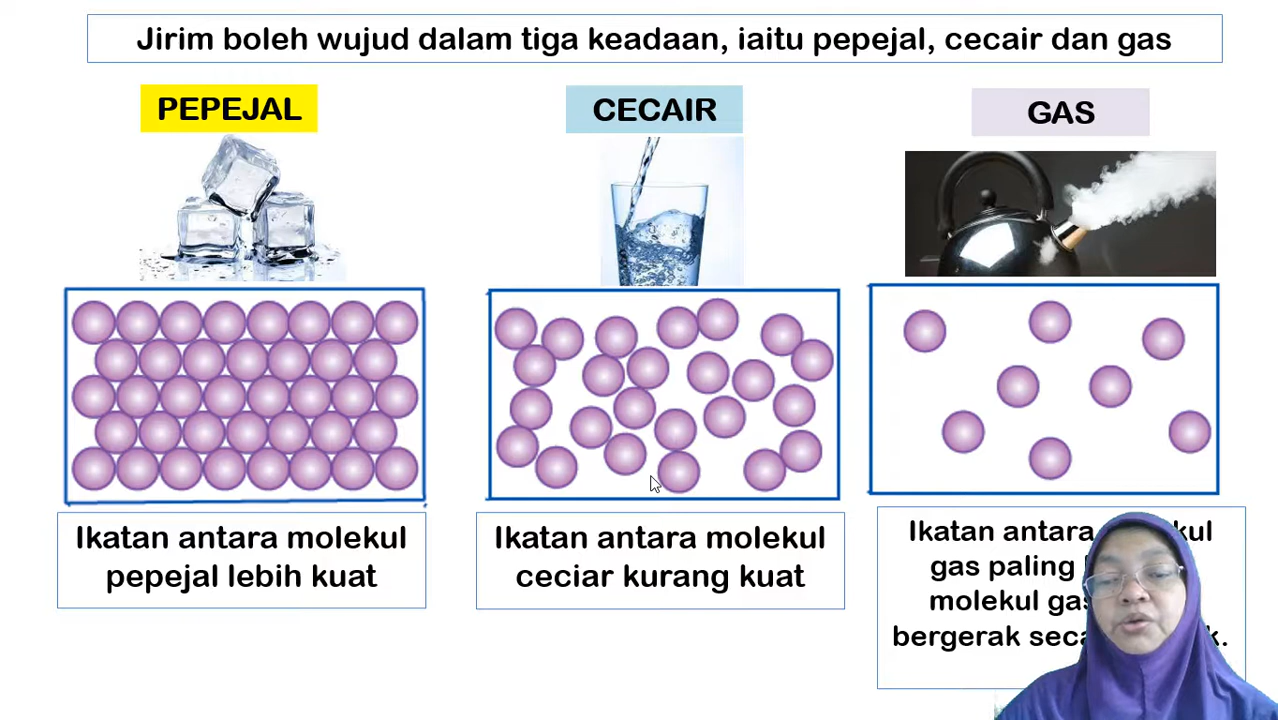 Jirim boleh wujud dalam tiga keadaan, iaitu pepejal, cecair dan gas
PEPEJAL
CECAIR
GAS
Ikatan antara molekul
pepejal lebih kuat
Ikatan antara molekul
ceciar kurang kuat
Ikatan antara
gas paling
molekul gas
bergerak